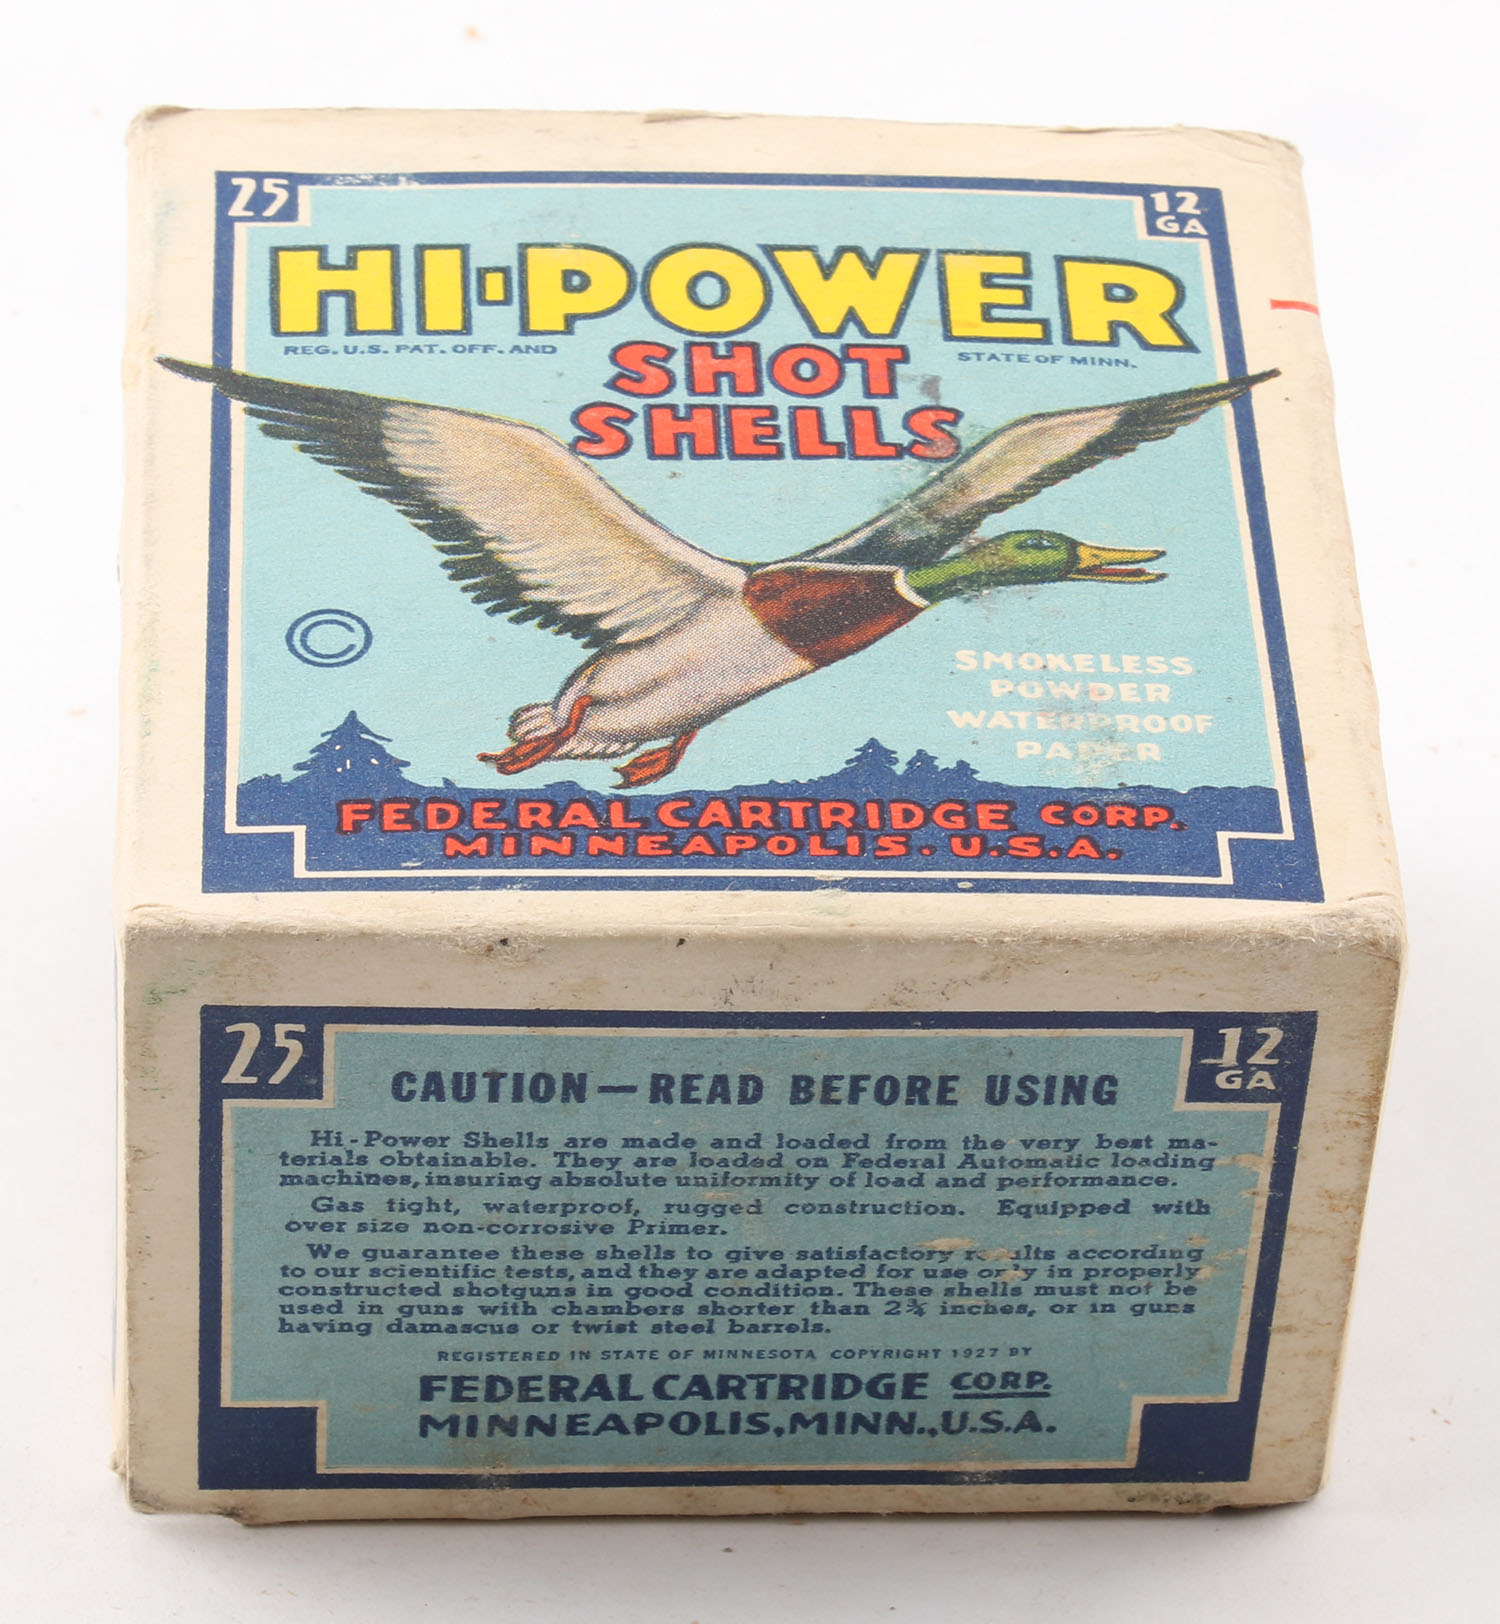 25
12
GA
HI-POWER
REG. U.S. PAT. OFF. AND
STATE OF MINN.
SHOT
SHELLS
©
SMOKELESS
POWDER
WATERPROOF
PAPER
FEDERAL CARTRIDGE CORP.
MINNEAPOLIS. U.S.A.
25
12
GA
CAUTION—READ BEFORE USING
Hi-Power Shells are made and loaded from the very best ma-
terials obtainable. They are loaded on Federal Automatic loading
machines, insuring absolute uniformity of load and performance.
Gas tight, waterproof, rugged construction. Equipped with
over size non-corrosive Primer.
We guarantee these shells to give satisfactory results according
to our scientific tests, and they are adapted for use only in properly
constructed shotguns in good condition. These shells must not be
used in guns with chambers shorter than 2¾ inches, or in guns
having damascus or twist steel barrels.
REGISTERED IN STATE OF MINNESOTA COPYRIGHT 1927 BY
FEDERAL CARTRIDGE CORP.
MINNEAPOLIS, MINN., U.S.A.